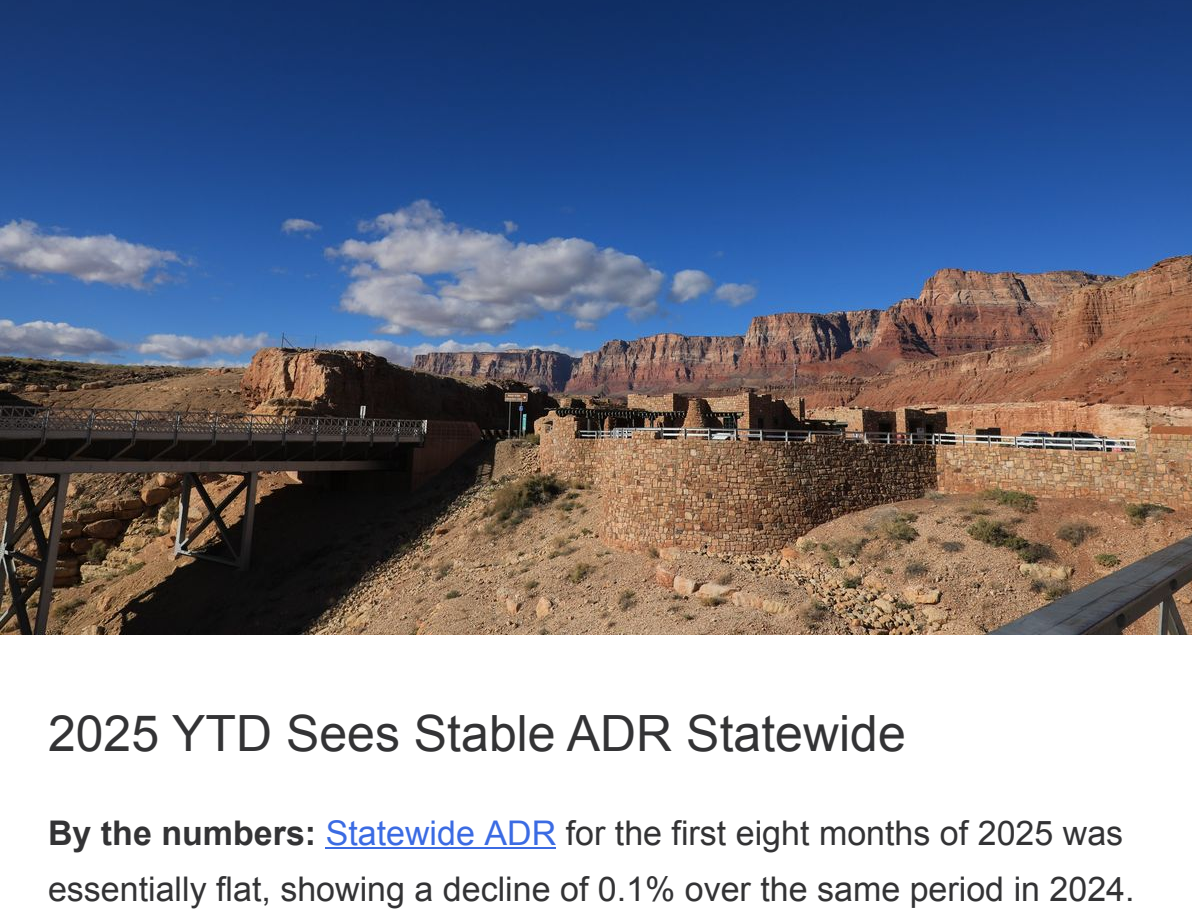 2025 YTD Sees Stable ADR Statewide
By the numbers: Statewide ADR for the first eight months of 2025 was
essentially flat, showing a decline of 0.1% over the same period in 2024.